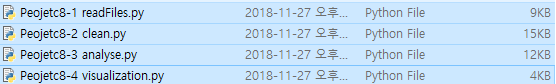 Peojetc8-1 readFiles.py 2018-11-27 오후... Python File 9KB
Peojetc8-2 clean.py 2018-11-27 오후... Python File 15KB
Peojetc8-3 analyse.py 2018-11-27 오후... Python File 12KB
Peojetc8-4 visualization.py 2018-11-27 오후... Python File 4KB